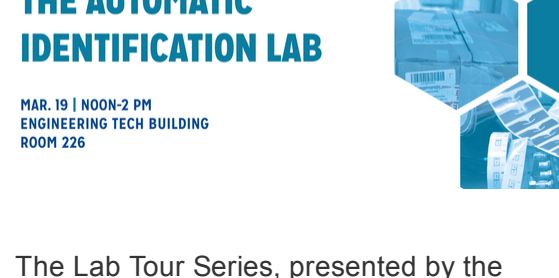 THE AUTOMATIC
IDENTIFICATION LAB
MAR. 19 | NOON-2 PM
ENGINEERING TECH BUILDING
ROOM 226
The Lab Tour Series, presented by the